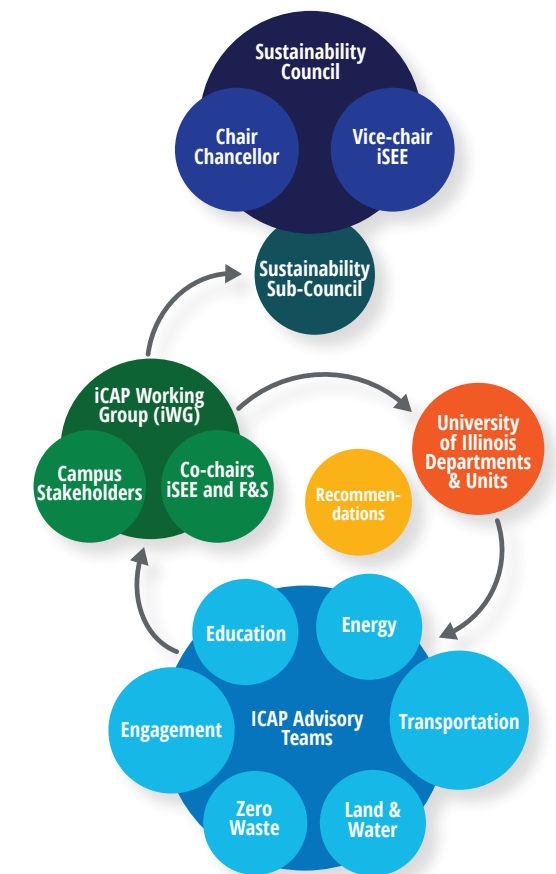 Sustainability
Council
Chair
Chancellor
Vice-chair
iSEE
Sustainability
Sub-Council
iCAP Working
Group (iWG)
Campus
Stakeholders
Co-chairs
iSEE and F&S
University
of Illinois
Departments
& Units
Recommen-
dations
Education
Energy
Engagement
ICAP Advisory
Teams
Transportation
Zero
Waste
Land &
Water